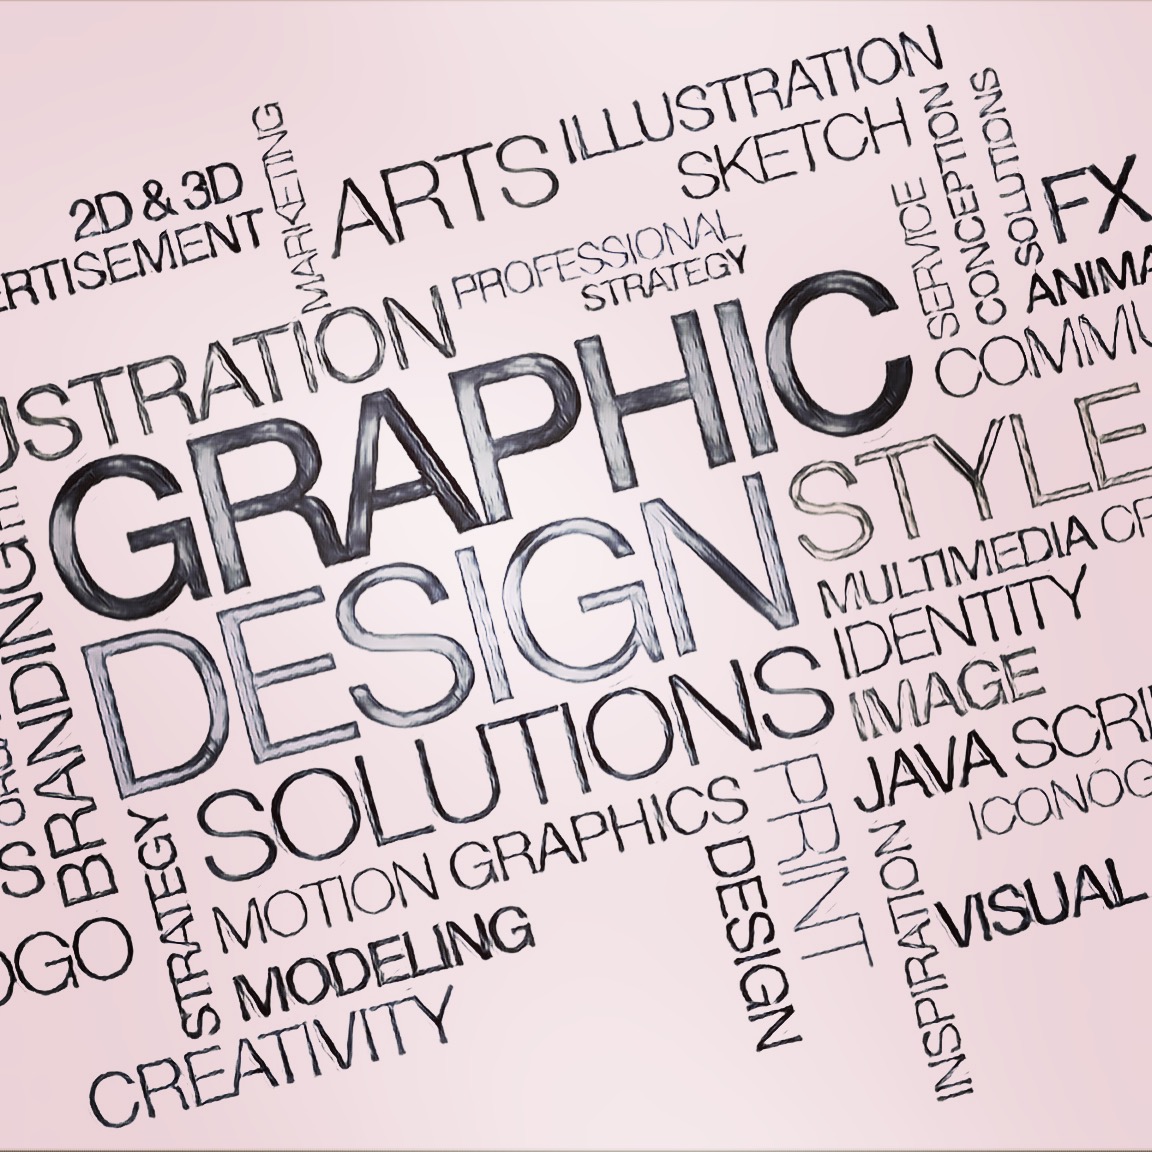 ILLUSTRATION
ARTS
SKETCH
MARKETING
2D & 3D
ERTISEMENT
PROFESSIONAL
STRATEGY
SERVICE
CONCEPTION
SOLUTIONS
FX
ANIMA
COMMU
USTRATION
GRAPHIC
STYLE
DESIGN
MULTIMEDIA
IDENTITY
IMAGE
SOLUTIONS
JAVA SCRI
ICONOG
BRANDING
MOTION GRAPHICS
PRINT
DESIGN
STRATEGY
OGO
MODELING
CREATIVITY
INSPIRATION
VISUAL